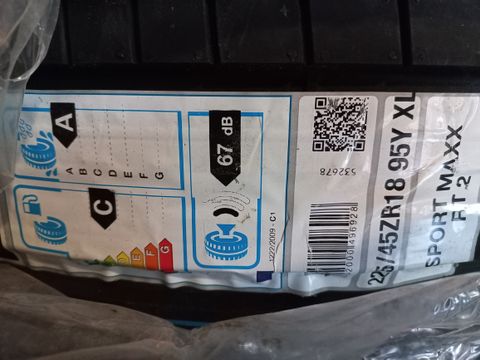 SPORT MAXX
RT 2
225/45ZR18 95Y XL
532678
A
A
B
C
D
E
F
G
67 dB
C
E
F
G
1222/2009 - C1